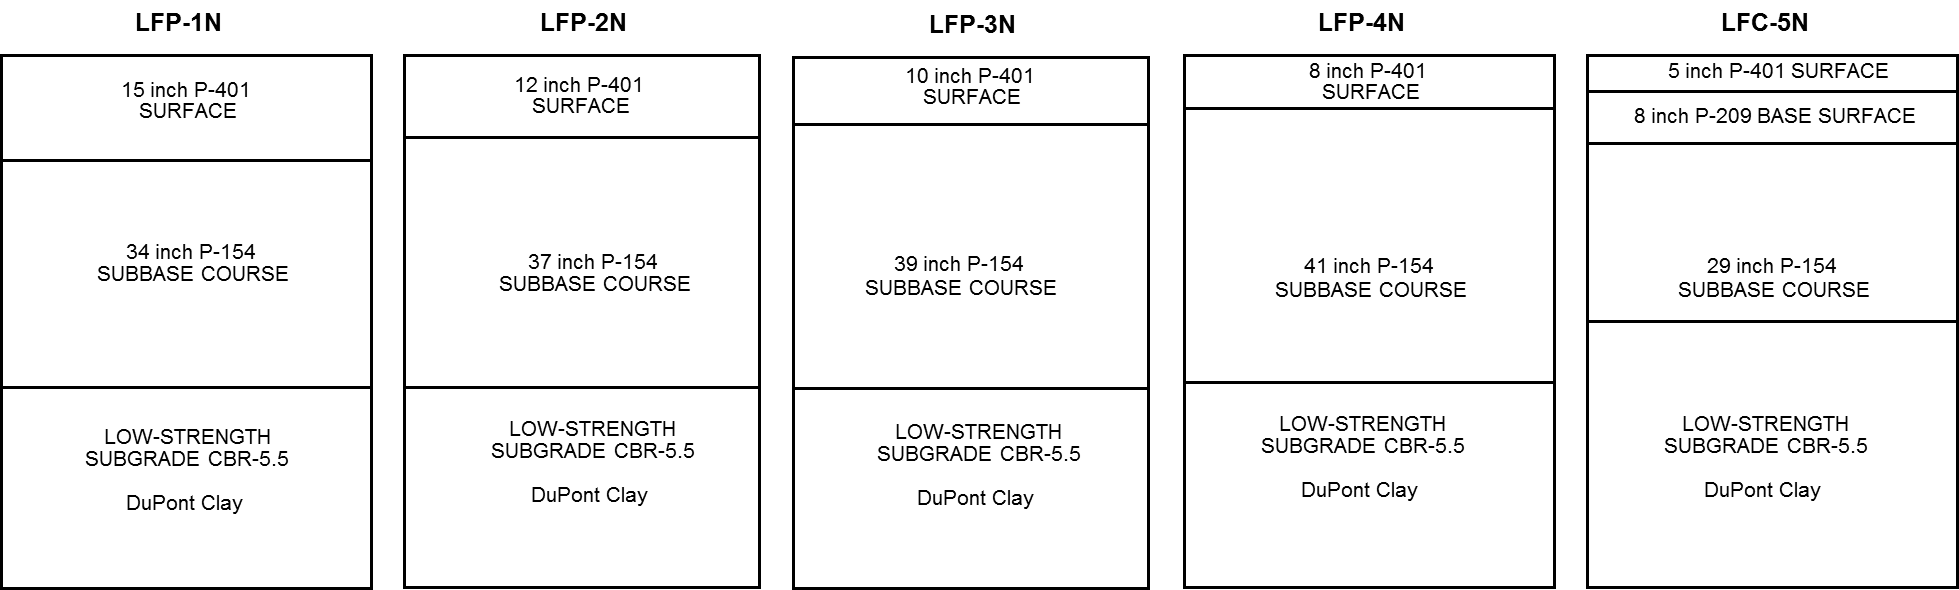 LFP-1N
15 inch P-401
SURFACE
34 inch P-154
SUBBASE COURSE
LOW-STRENGTH
SUBGRADE CBR-5.5
DuPont Clay
LFP-2N
12 inch P-401
SURFACE
37 inch P-154
SUBBASE COURSE
LOW-STRENGTH
SUBGRADE CBR-5.5
DuPont Clay
LFP-3N
10 inch P-401
SURFACE
39 inch P-154
SUBBASE COURSE
LOW-STRENGTH
SUBGRADE CBR-5.5
DuPont Clay
LFP-4N
8 inch P-401
SURFACE
41 inch P-154
SUBBASE COURSE
LOW-STRENGTH
SUBGRADE CBR-5.5
DuPont Clay
LFC-5N
5 inch P-401 SURFACE
8 inch P-209 BASE SURFACE
29 inch P-154
SUBBASE COURSE
LOW-STRENGTH
SUBGRADE CBR-5.5
DuPont Clay